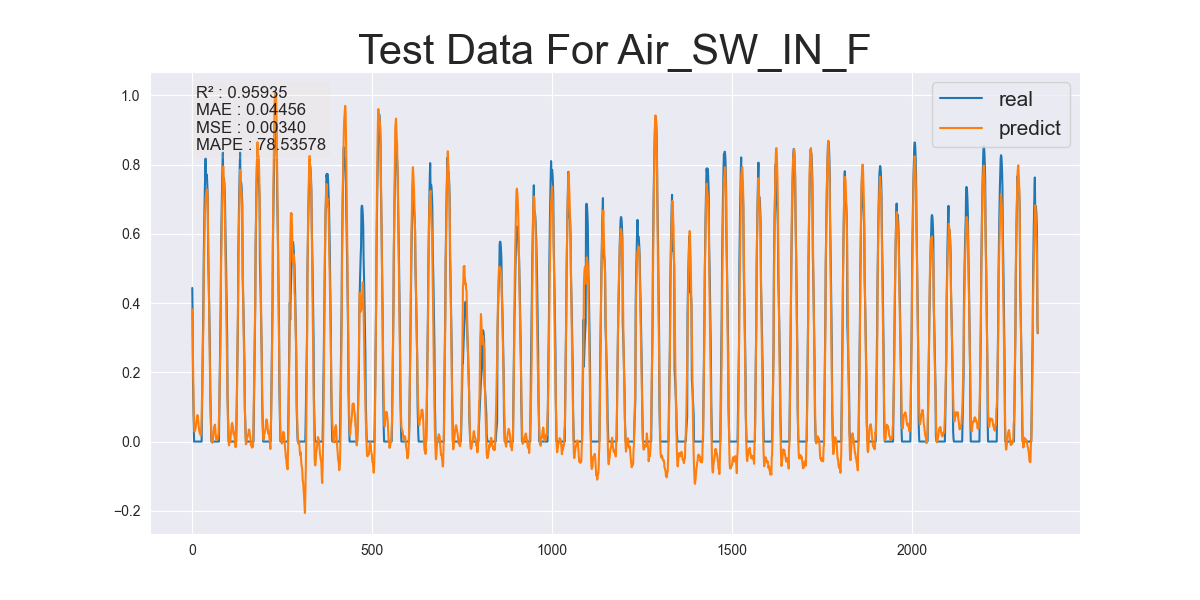 Test Data For Air_SW_IN_F
R² : 0.95935
MAE : 0.04456
MSE : 0.00340
MAPE : 78.53578
real
predict
1.0
0.8
0.6
0.4
0.2
0.0
−0.2
0
500
1000
1500
2000